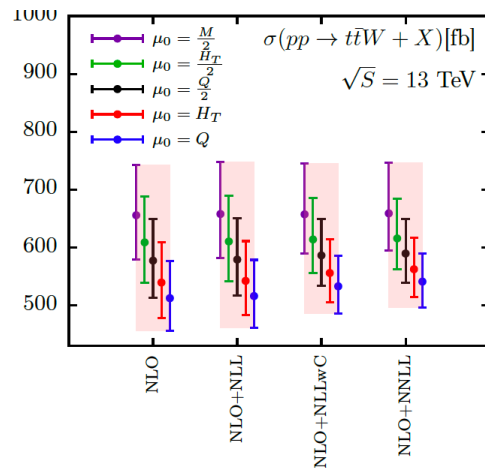 1000
900
800
700
600
500
μ₀ = M/2
μ₀ = H_T/2
μ₀ = Q/2
μ₀ = H_T
μ₀ = Q
σ(pp → tt̄W + X)[fb]
√S = 13 TeV
NLO
NLO+NLL
NLO+NLLwC
NLO+NNLL